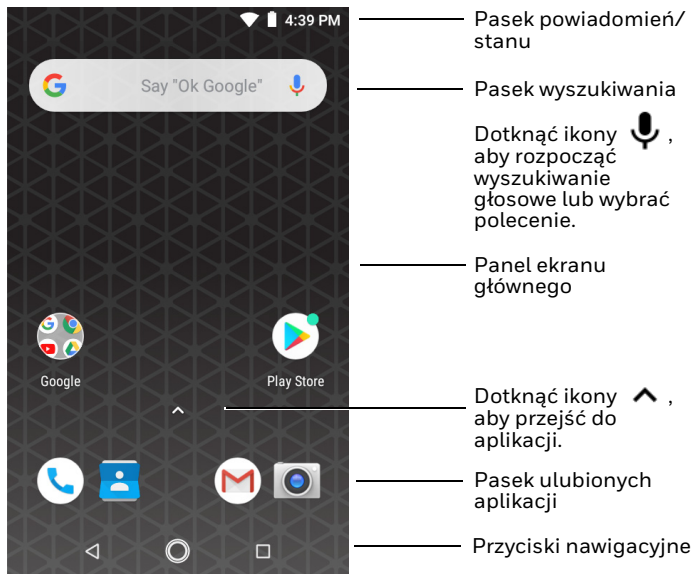 4:39 PM
Say "Ok Google"
Google
Play Store
Pasek powiadomień/
stanu
Pasek wyszukiwania
Dotknąć ikony ,
aby rozpocząć
wyszukiwanie
głosowe lub wybrać
polecenie.
Panel ekranu
głównego
Dotknąć ikony ,
aby przejść do
aplikacji.
Pasek ulubionych
aplikacji
Przyciski nawigacyjne